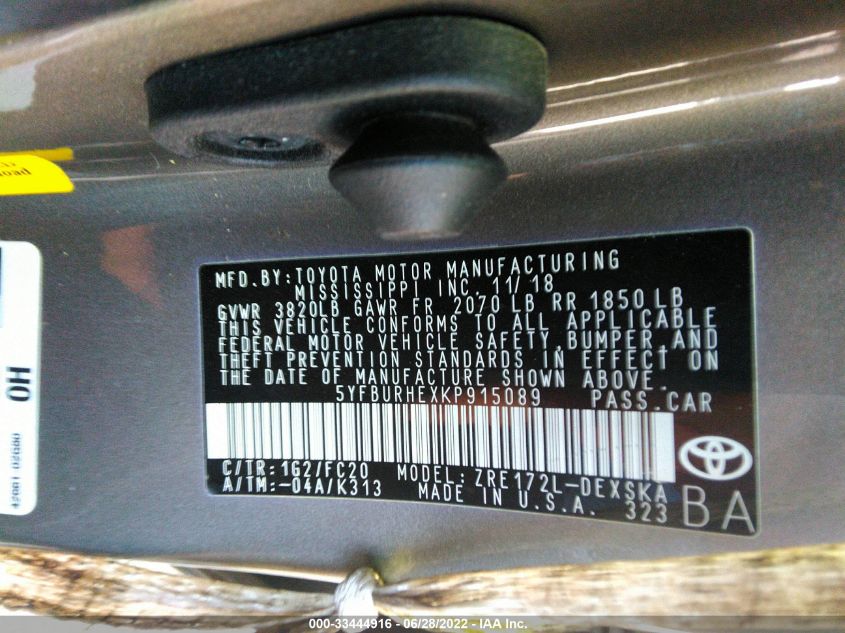 MFD.BY:TOYOTA MOTOR MANUFACTURING
MISSISSIPPI INC. 11/18
GVWR 3820LB GAWR FR 2070 LB RR 1850 LB
THIS VEHICLE CONFORMS TO ALL APPLICABLE
FEDERAL MOTOR VEHICLE SAFETY,BUMPER,AND
THEFT PREVENTION STANDARDS IN EFFECT ON
THE DATE OF MANUFACTURE SHOWN ABOVE.
5YFBURHEXKP915089 PASS.CAR
C/TR:1G2/FC20 MODEL:ZRE172L-DEXSKA
A/TM:-04A/K313 MADE IN U.S.A. 323
BA
oad
HO
000-33444916 - 06/28/2022 - IAA Inc.